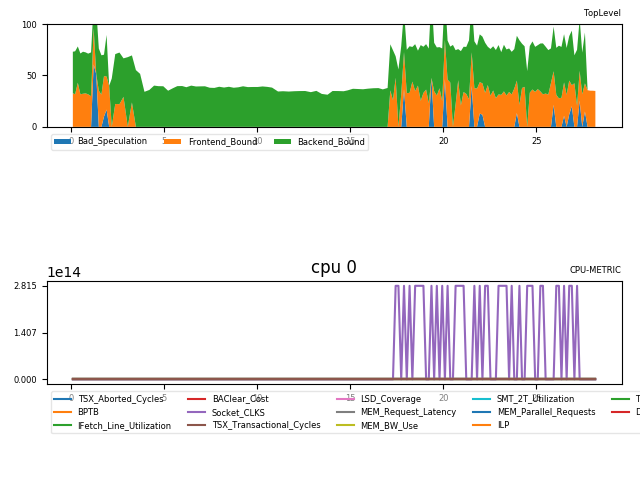 TopLevel
100
50
0
0 5 10 15 20 25
Bad_Speculation Frontend_Bound Backend_Bound
cpu 0
CPU-METRIC
1e14
2.815
1.407
0.000
0 5 10 15 20 25
TSX_Aborted_Cycles BAClear_Cost LSD_Coverage SMT_2T_Utilization T
BPTB Socket_CLKS MEM_Request_Latency MEM_Parallel_Requests D
IFetch_Line_Utilization TSX_Transactional_Cycles MEM_BW_Use ILP